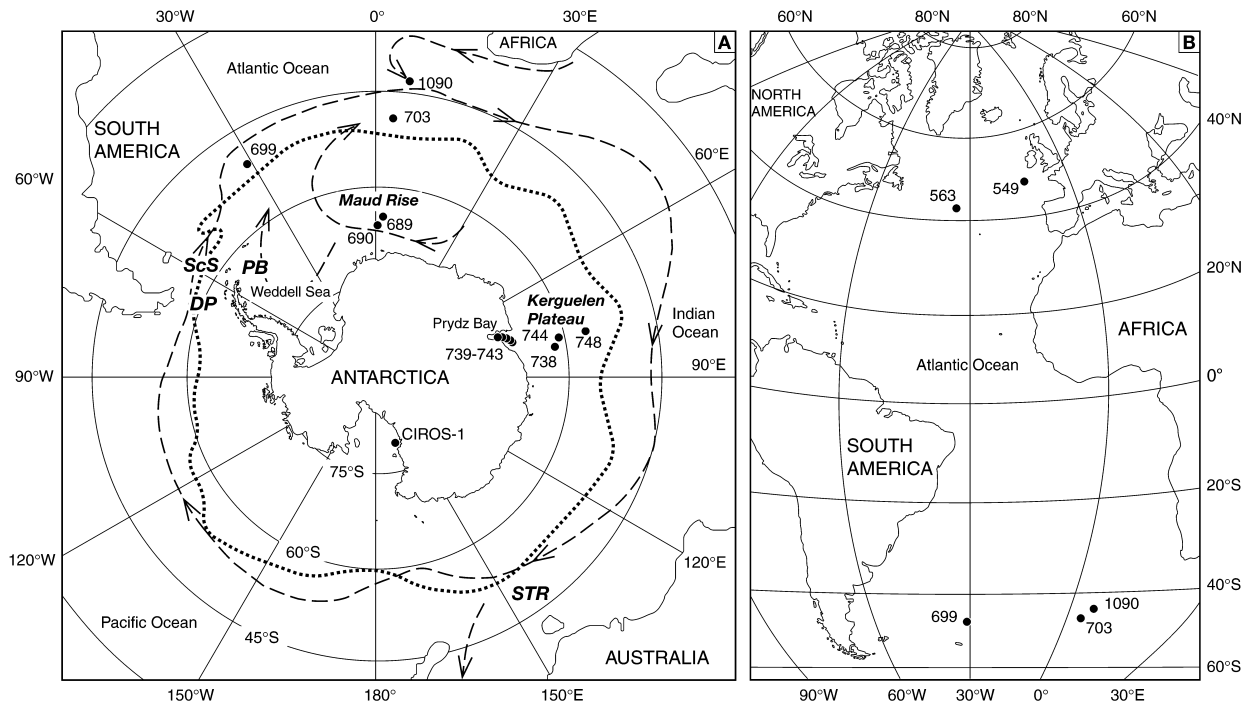 30°W
0°
30°E
60°N
80°N
80°N
60°N
A
B
AFRICA
Atlantic Ocean
1090
703
SOUTH
AMERICA
699
60°E
60°W
Maud Rise
689
690
ScS
PB
DP
Weddell Sea
Kerguelen
Plateau
Prydz Bay
744
748
739-743
738
Indian
Ocean
90°E
90°W
ANTARCTICA
CIROS-1
75°S
60°S
120°W
120°E
STR
Pacific Ocean
45°S
AUSTRALIA
150°W
180°
150°E
NORTH
AMERICA
40°N
549
563
20°N
AFRICA
Atlantic Ocean
0°
SOUTH
AMERICA
20°S
40°S
1090
699
703
60°S
90°W
60°W
30°W
0°
30°E